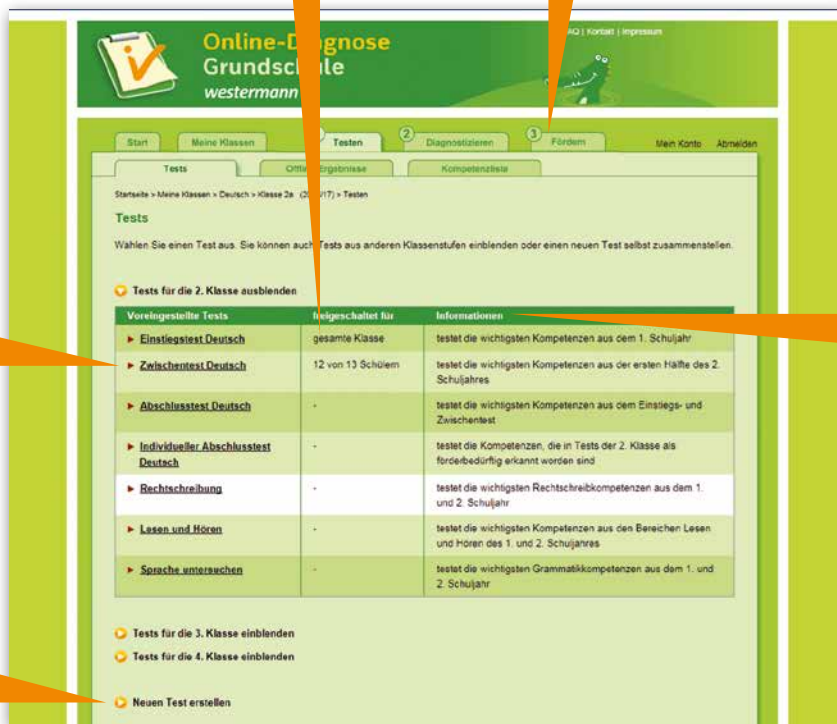 Online-Diagnose
Grundschule
westermann
FAQ | Kontakt | Impressum
Start Meine Klassen Testen 2 Diagnostizieren 3 Fördern Mein Konto Abmelden
Tests Offline-Ergebnisse Kompetenzliste
Startseite » Meine Klassen » Deutsch » Klasse 2a » Testen
Tests
Wählen Sie einen Test aus. Sie können auch Tests aus anderen Klassenstufen einblenden oder einen neuen Test selbst zusammenstellen.
Tests für die 2. Klasse ausblenden
Voreingestellte Tests freigeschaltet für Informationen
Einstiegstest Deutsch gesamte Klasse testet die wichtigsten Kompetenzen aus dem 1. Schuljahr
Zwischentest Deutsch 12 von 13 Schülern testet die wichtigsten Kompetenzen aus der ersten Hälfte des 2.
Schuljahres
Abschlusstest Deutsch - testet die wichtigsten Kompetenzen aus dem Einstiegs- und
Zwischentest
Individueller Abschlusstest - testet die Kompetenzen, die in Tests der 2. Klasse als
Deutsch förderbedürftig erkannt worden sind
Rechtschreibung - testet die wichtigsten Rechtschreibkompetenzen aus dem 1.
und 2. Schuljahr
Lesen und Hören - testet die wichtigsten Kompetenzen aus den Bereichen Lesen
und Hören des 1. und 2. Schuljahres
Sprache untersuchen - testet die wichtigsten Grammatikkompetenzen aus dem 1. und
2. Schuljahr
Tests für die 3. Klasse einblenden
Tests für die 4. Klasse einblenden
Neuen Test erstellen